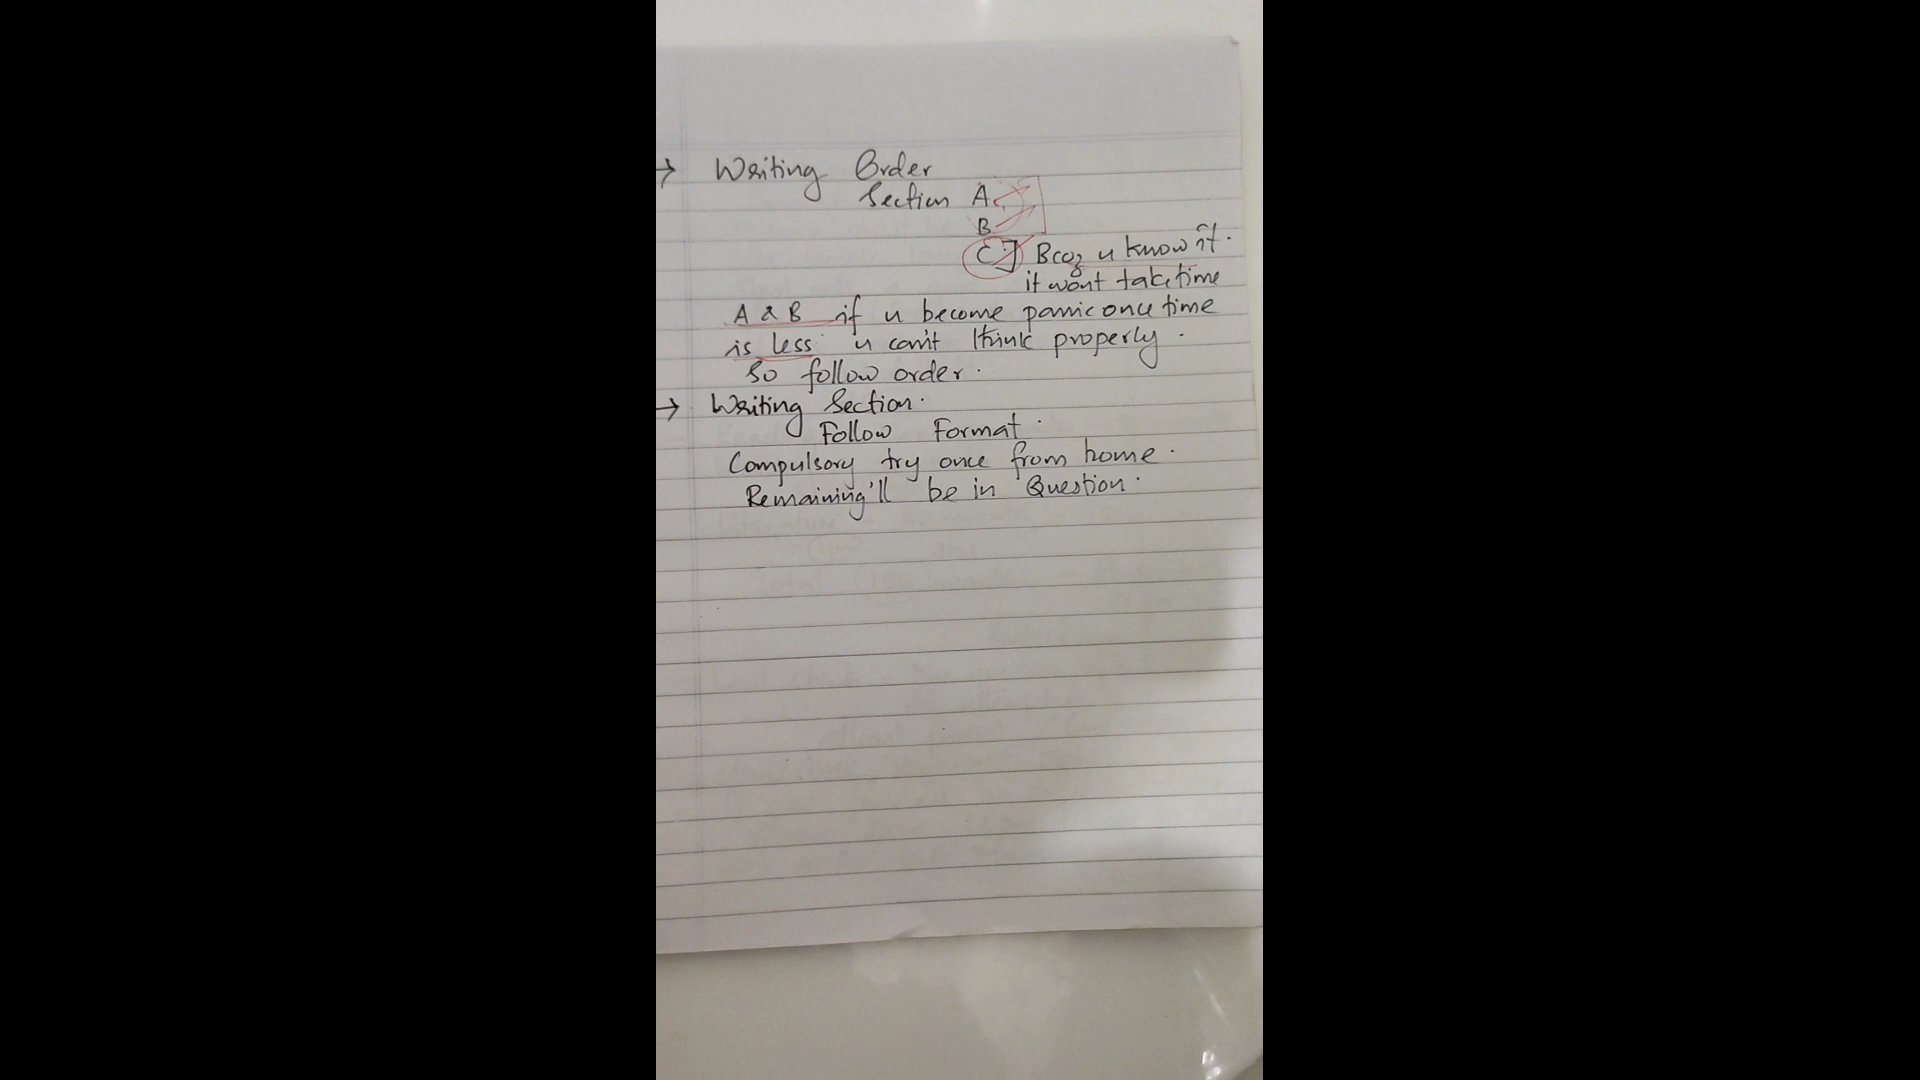 → Writing Order
Section A
B
C] Bcoz u know it.
it won't take time
A & B if u become panic once time
is less u can't think properly.
So follow order.
→ Writing Section.
Follow Format.
Compulsory try once from home.
Remaining'll be in Question.